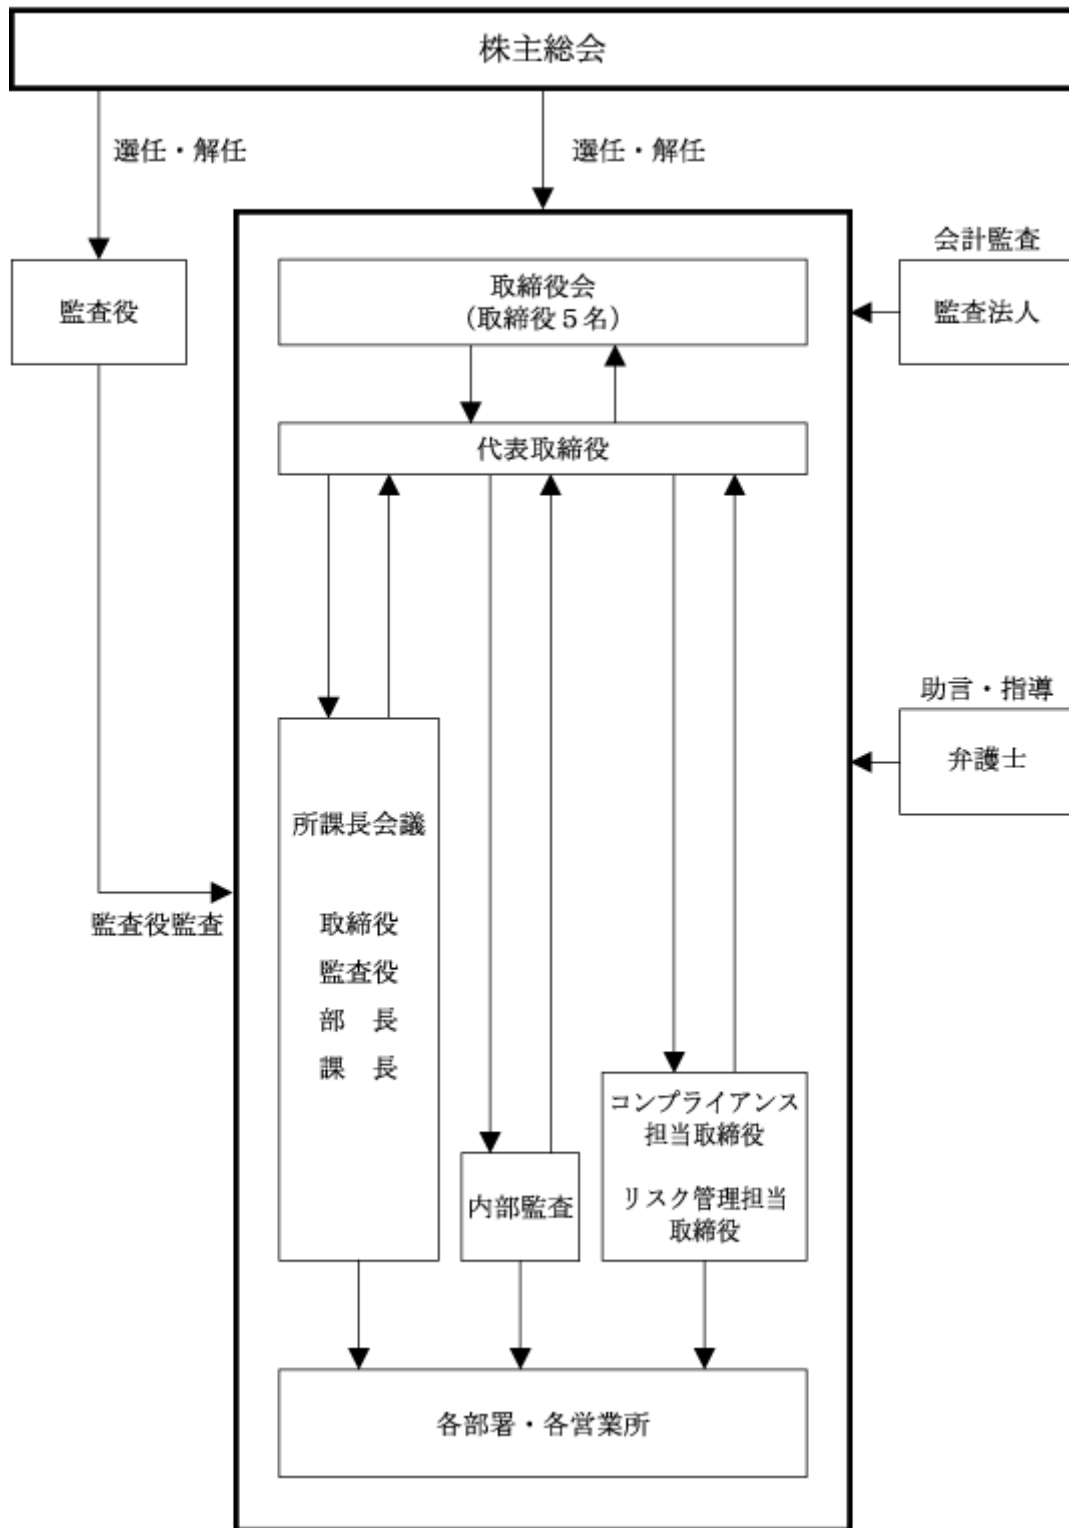 株主総会
選任・解任
選任・解任
会計監査
監査役
取締役会
（取締役５名）
監査法人
代表取締役
助言・指導
弁護士
所課長会議
取締役
監査役
部　長
課　長
監査役監査
コンプライアンス
担当取締役
リスク管理担当
取締役
内部監査
各部署・各営業所